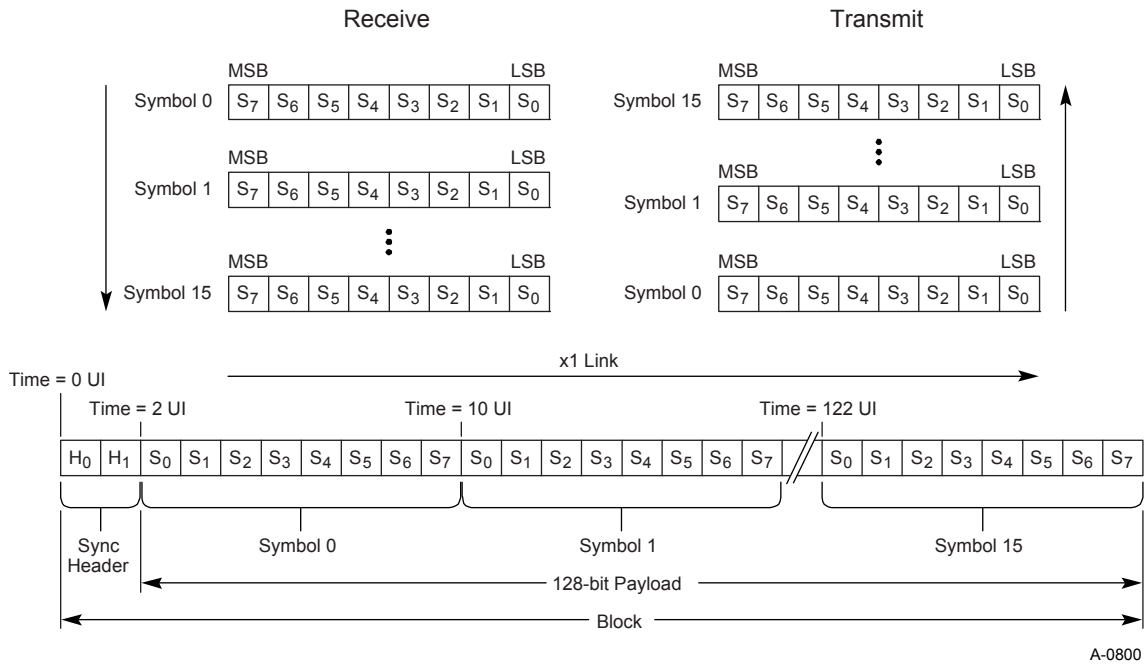 Receive Transmit
MSB LSB MSB LSB
Symbol 0 S7 S6 S5 S4 S3 S2 S1 S0 Symbol 15 S7 S6 S5 S4 S3 S2 S1 S0
MSB LSB MSB LSB
Symbol 1 S7 S6 S5 S4 S3 S2 S1 S0 Symbol 1 S7 S6 S5 S4 S3 S2 S1 S0
MSB LSB MSB LSB
Symbol 15 S7 S6 S5 S4 S3 S2 S1 S0 Symbol 0 S7 S6 S5 S4 S3 S2 S1 S0
x1 Link
Time = 0 UI
Time = 2 UI Time = 10 UI Time = 122 UI
H0 H1 S0 S1 S2 S3 S4 S5 S6 S7 S0 S1 S2 S3 S4 S5 S6 S7 S0 S1 S2 S3 S4 S5 S6 S7
Sync Symbol 0 Symbol 1 Symbol 15
Header
128-bit Payload
Block
A-0800